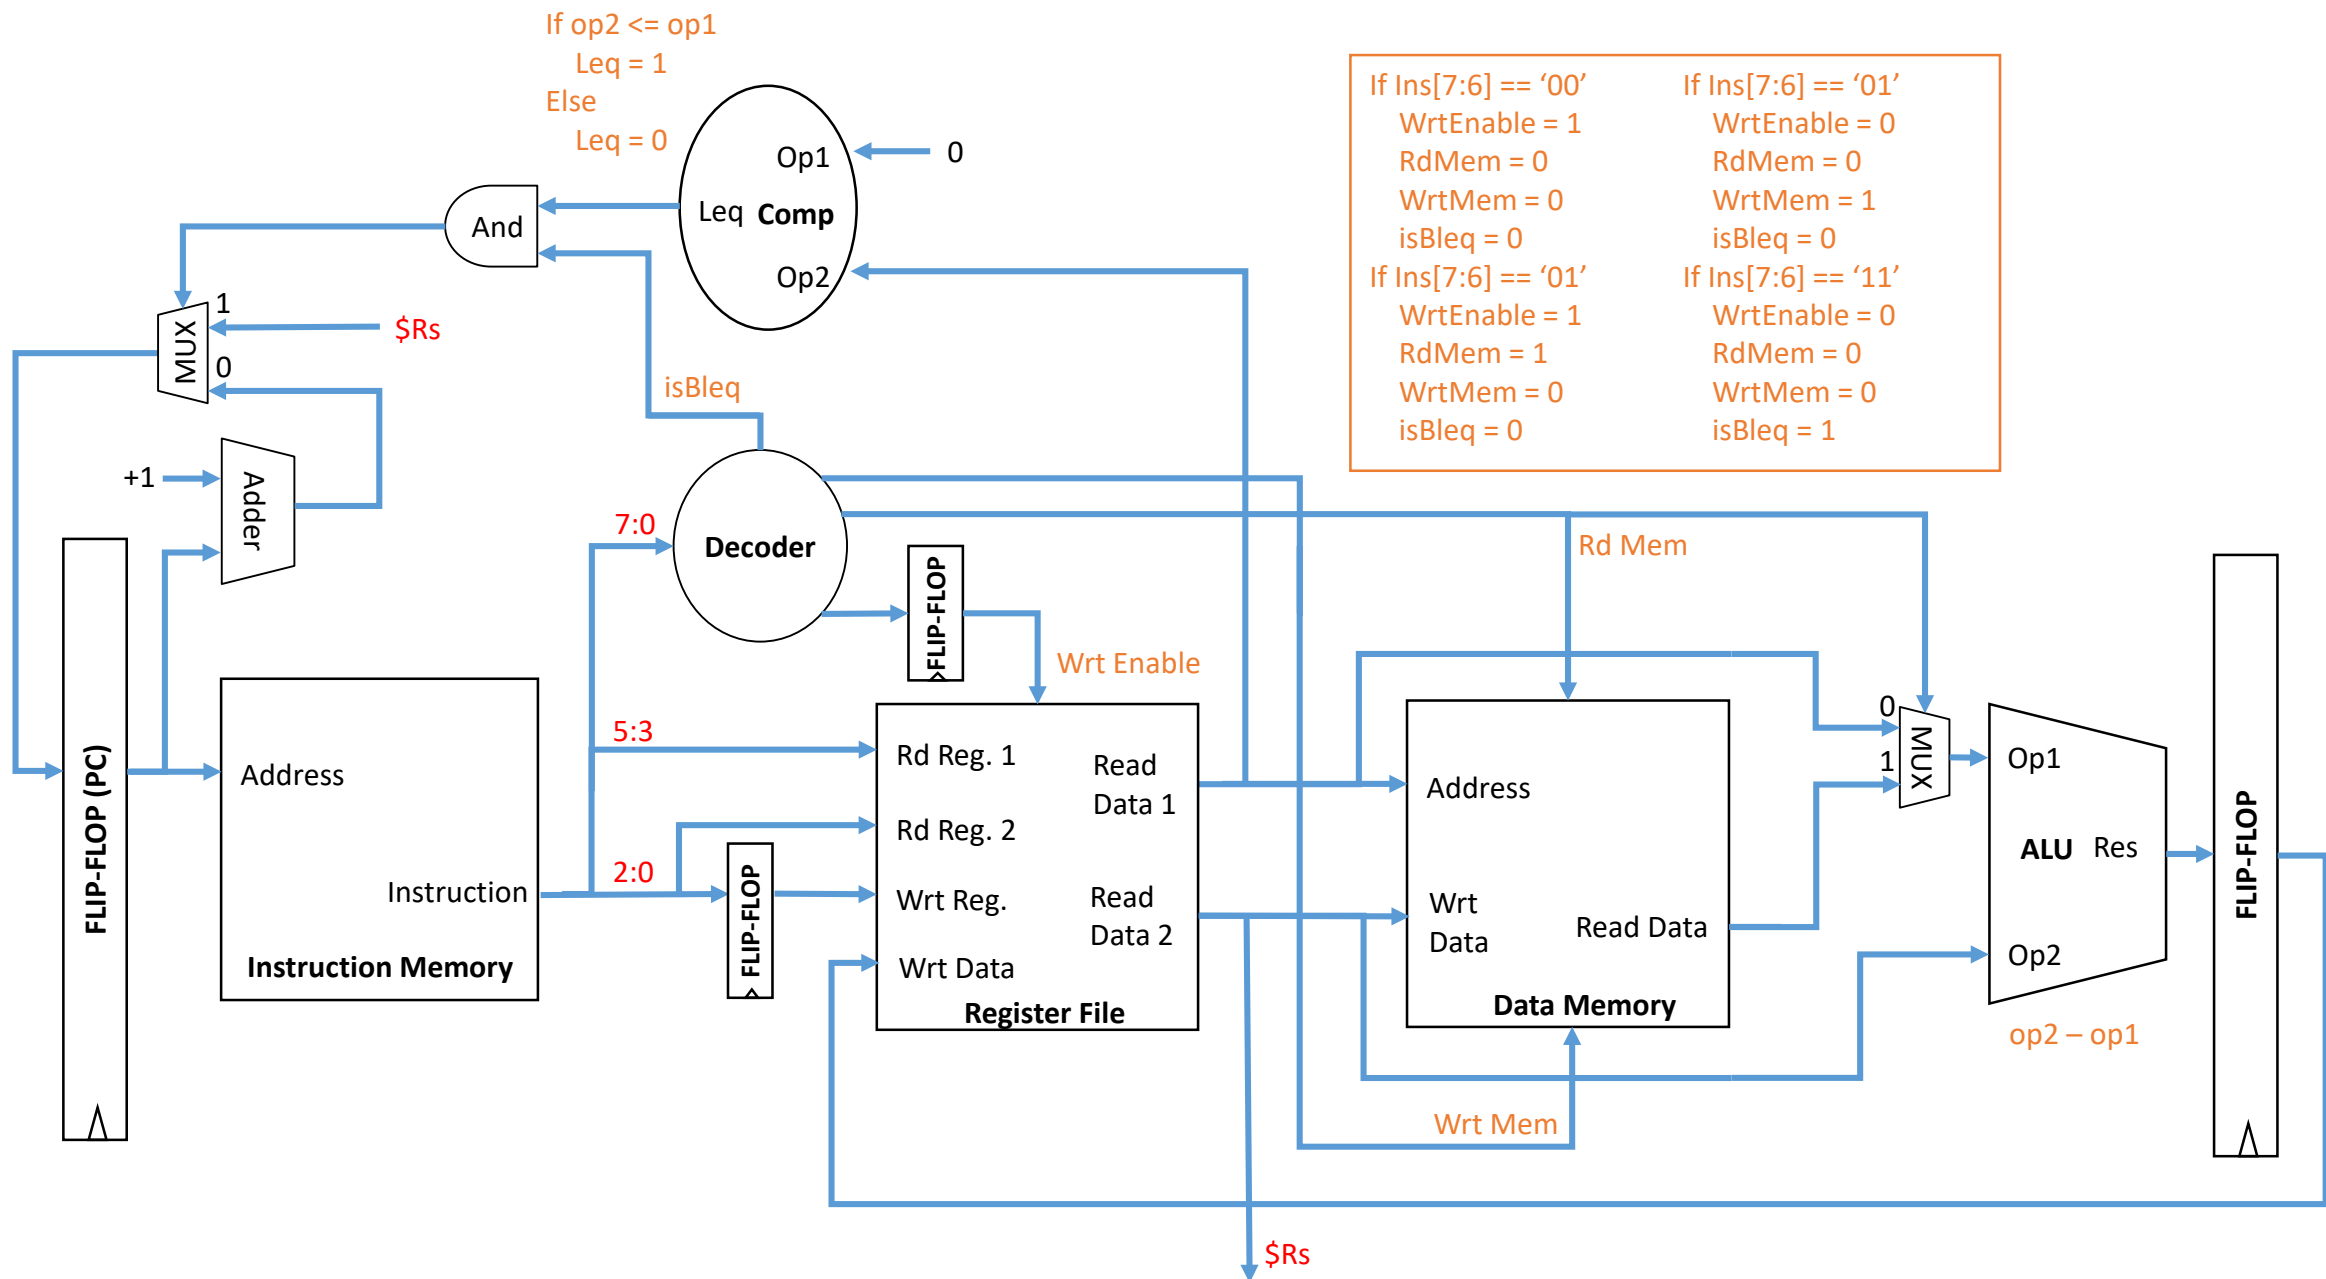 If op2 <= op1
Leq = 1
Else
Leq = 0
If Ins[7:6] == ‘00’
WrtEnable = 1
RdMem = 0
WrtMem = 0
isBleq = 0
If Ins[7:6] == ‘01’
WrtEnable = 1
RdMem = 1
WrtMem = 0
isBleq = 0
If Ins[7:6] == ‘01’
WrtEnable = 0
RdMem = 0
WrtMem = 1
isBleq = 0
If Ins[7:6] == ‘11’
WrtEnable = 0
RdMem = 0
WrtMem = 0
isBleq = 1
Op1
0
Leq Comp
Op2
And
MUX
1
0
$Rs
isBleq
+1
Adder
7:0
Decoder
Rd Mem
FLIP-FLOP
Wrt Enable
FLIP-FLOP (PC)
Address
Instruction
Instruction Memory
5:3
2:0
FLIP-FLOP
Rd Reg. 1
Rd Reg. 2
Wrt Reg.
Wrt Data
Read
Data 1
Read
Data 2
Register File
Address
Wrt
Data
Read Data
Data Memory
Wrt Mem
0
1
MUX
Op1
ALU Res
Op2
op2 – op1
FLIP-FLOP
$Rs